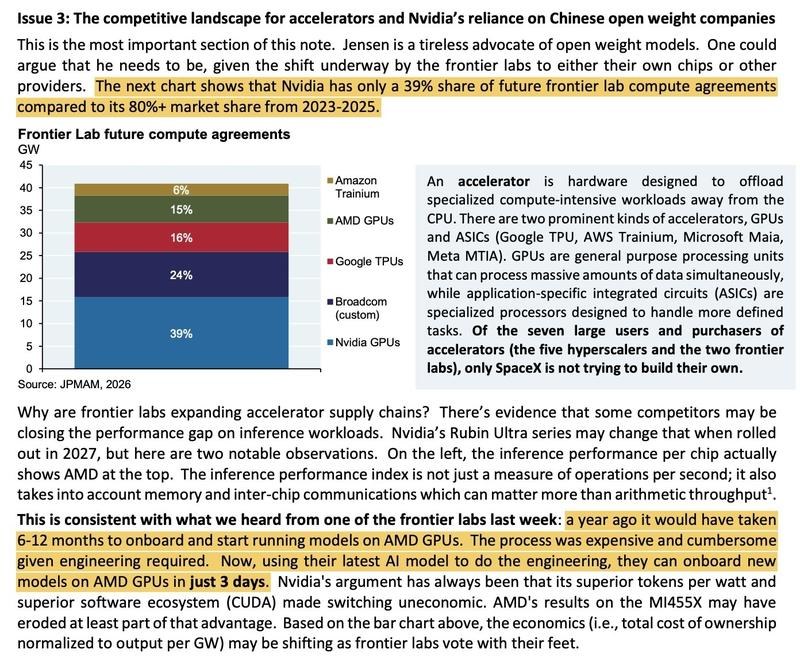 Issue 3: The competitive landscape for accelerators and Nvidia's reliance on Chinese open weight companies
This is the most important section of this note. Jensen is a tireless advocate of open weight models. One could
argue that he needs to be, given the shift underway by the frontier labs to either their own chips or other
providers. The next chart shows that Nvidia has only a 39% share of future frontier lab compute agreements
compared to its 80%+ market share from 2023-2025.
Frontier Lab future compute agreements
GW
45
40
35
30
25
20
15
10
5
0
6%
15%
16%
24%
39%
Amazon
Trainium
AMD GPUs
Google TPUs
Broadcom
(custom)
Nvidia GPUs
Source: JPMAM, 2026
An accelerator is hardware designed to offload
specialized compute-intensive workloads away from the
CPU. There are two prominent kinds of accelerators, GPUs
and ASICs (Google TPU, AWS Trainium, Microsoft Maia,
Meta MTIA). GPUs are general purpose processing units
that can process massive amounts of data simultaneously,
while application-specific integrated circuits (ASICs) are
specialized processors designed to handle more defined
tasks. Of the seven large users and purchasers of
accelerators (the five hyperscalers and the two frontier
labs), only SpaceX is not trying to build their own.
Why are frontier labs expanding accelerator supply chains? There's evidence that some competitors may be
closing the performance gap on inference workloads. Nvidia's Rubin Ultra series may change that when rolled
out in 2027, but here are two notable observations. On the left, the inference performance per chip actually
shows AMD at the top. The inference performance index is not just a measure of operations per second; it also
takes into account memory and inter-chip communications which can matter more than arithmetic throughput¹.
This is consistent with what we heard from one of the frontier labs last week: a year ago it would have taken
6-12 months to onboard and start running models on AMD GPUs. The process was expensive and cumbersome
given engineering required. Now, using their latest AI model to do the engineering, they can onboard new
models on AMD GPUs in just 3 days. Nvidia's argument has always been that its superior tokens per watt and
superior software ecosystem (CUDA) made switching uneconomic. AMD's results on the MI455X may have
eroded at least part of that advantage. Based on the bar chart above, the economics (i.e., total cost of ownership
normalized to output per GW) may be shifting as frontier labs vote with their feet.